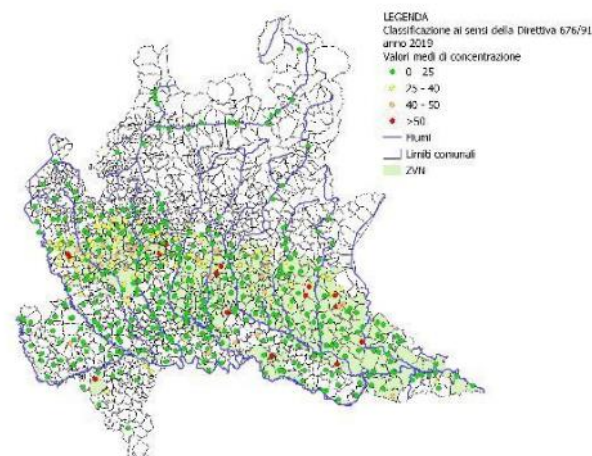 LEGENDA
Classificazione ai sensi della Direttiva 676/91
anno 2019
Valori medi di concentrazione
0 - 25
25 - 40
40 - 50
>50
Fiumi
Limiti comunali
ZVN